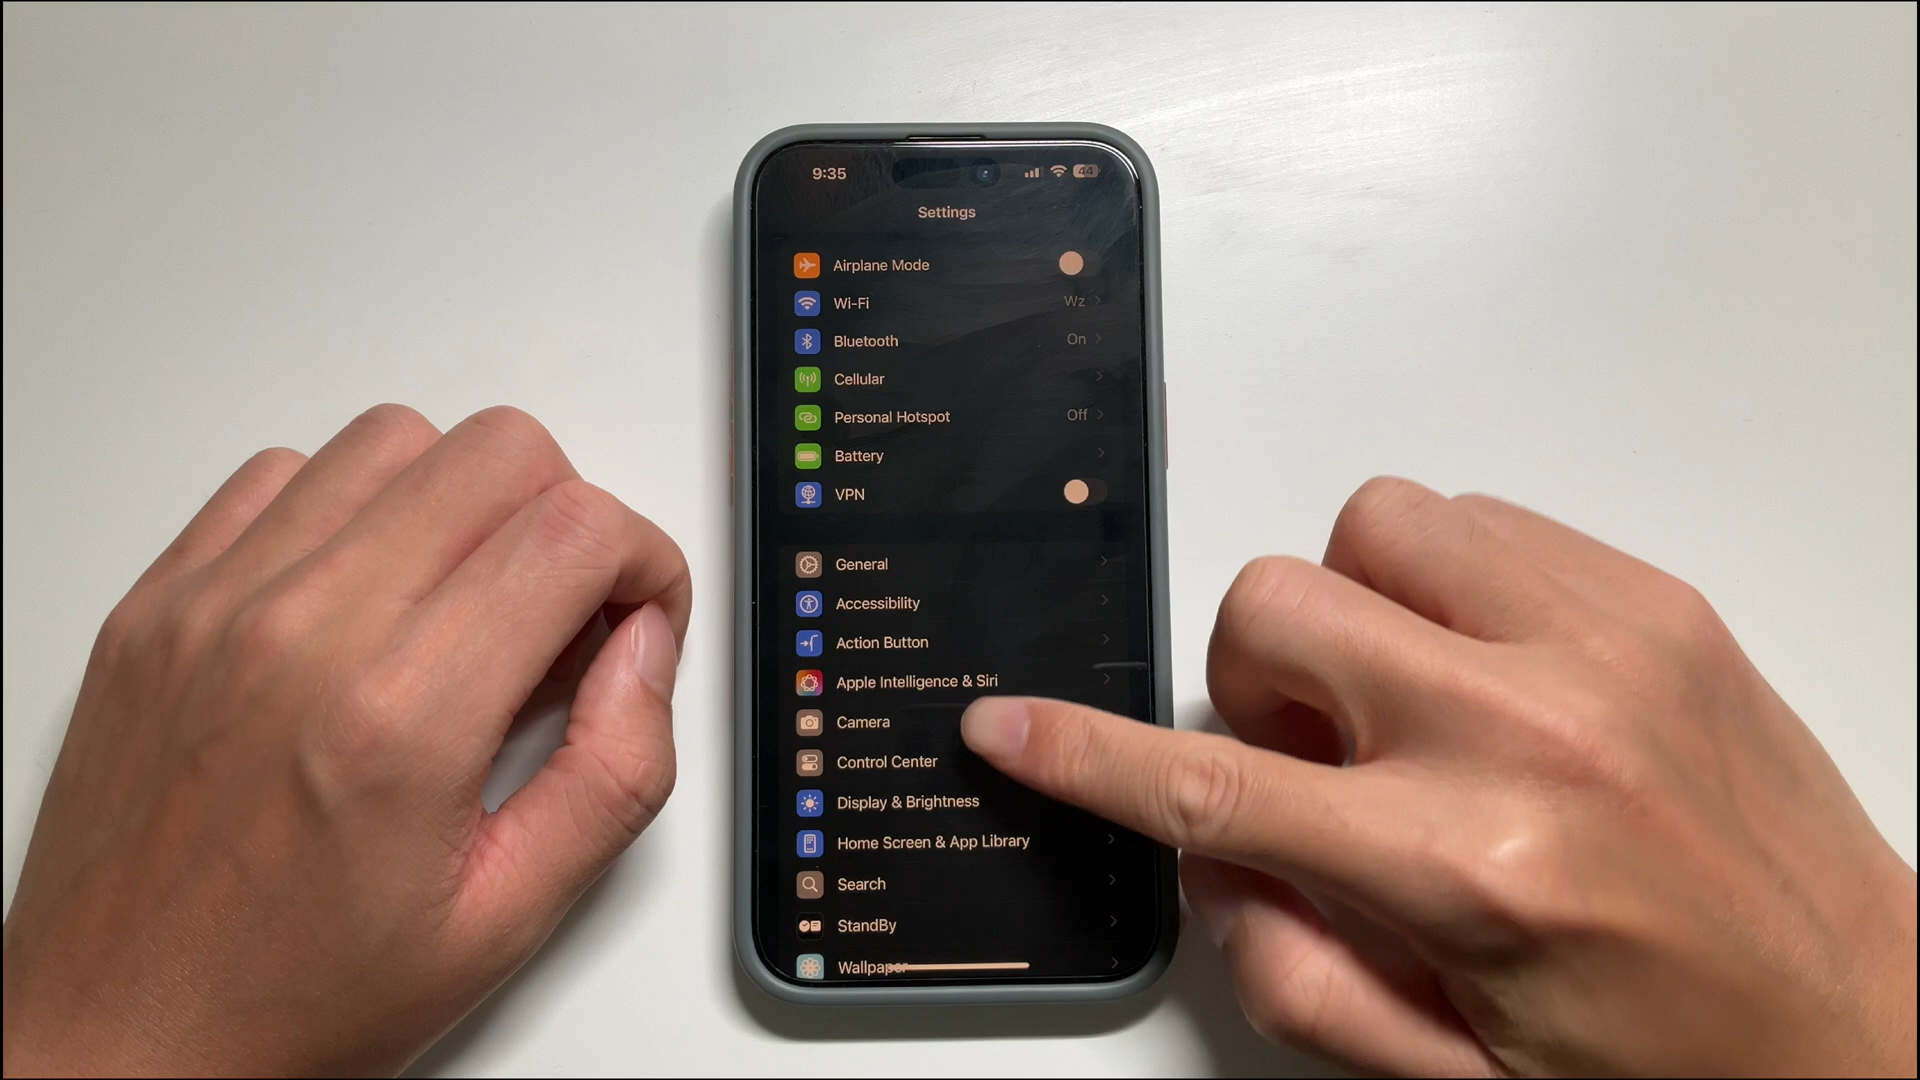 9:35 44
Settings
Airplane Mode
Wi-Fi Wz
Bluetooth On
Cellular
Personal Hotspot Off
Battery
VPN
General
Accessibility
Action Button
Apple Intelligence & Siri
Camera
Control Center
Display & Brightness
Home Screen & App Library
Search
StandBy
Wallpaper